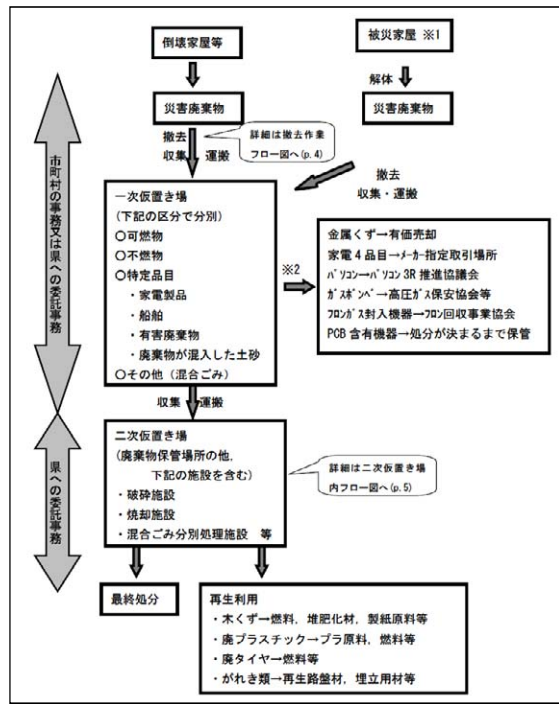 倒壊家屋等
被災家屋 ※1
解体
災害廃棄物
災害廃棄物
撤去
収集 運搬
詳細は撤去作業
フロー図へ(p.4)
撤去
収集・運搬
市町村の事務又は県への委託事務
一次仮置き場
(下記の区分で分別)
○可燃物
○不燃物
○特定品目
・家電製品
・船舶
・有害廃棄物
・廃棄物が混入した土砂
○その他(混合ごみ)
※2
金属くず→有価売却
家電4品目→メーカー指定取引場所
パソコン→パソコン3R推進協議会
ガスボンベ→高圧ガス保安協会等
フロンガス封入機器→フロン回収事業協会
PCB含有機器→処分が決まるまで保管
収集 運搬
県への委託事務
二次仮置き場
(廃棄物保管場所の他,
下記の施設を含む)
・破砕施設
・焼却施設
・混合ごみ分別処理施設 等
詳細は二次仮置き場
内フロー図へ(p.5)
最終処分
再生利用
・木くず→燃料,堆肥化材,製紙原料等
・廃プラスチック→プラ原料,燃料等
・廃タイヤ→燃料等
・がれき類→再生路盤材,埋立用材等